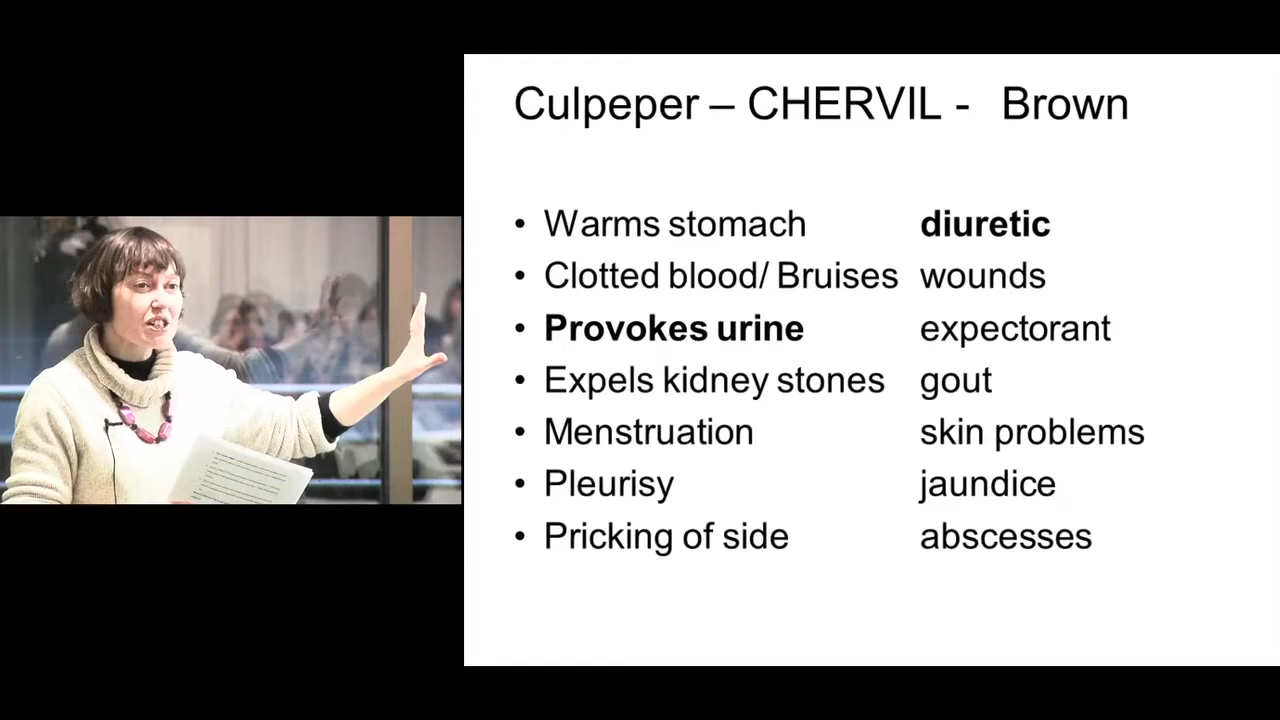 Culpeper – CHERVIL - Brown
• Warms stomach diuretic
• Clotted blood/ Bruises wounds
• Provokes urine expectorant
• Expels kidney stones gout
• Menstruation skin problems
• Pleurisy jaundice
• Pricking of side abscesses